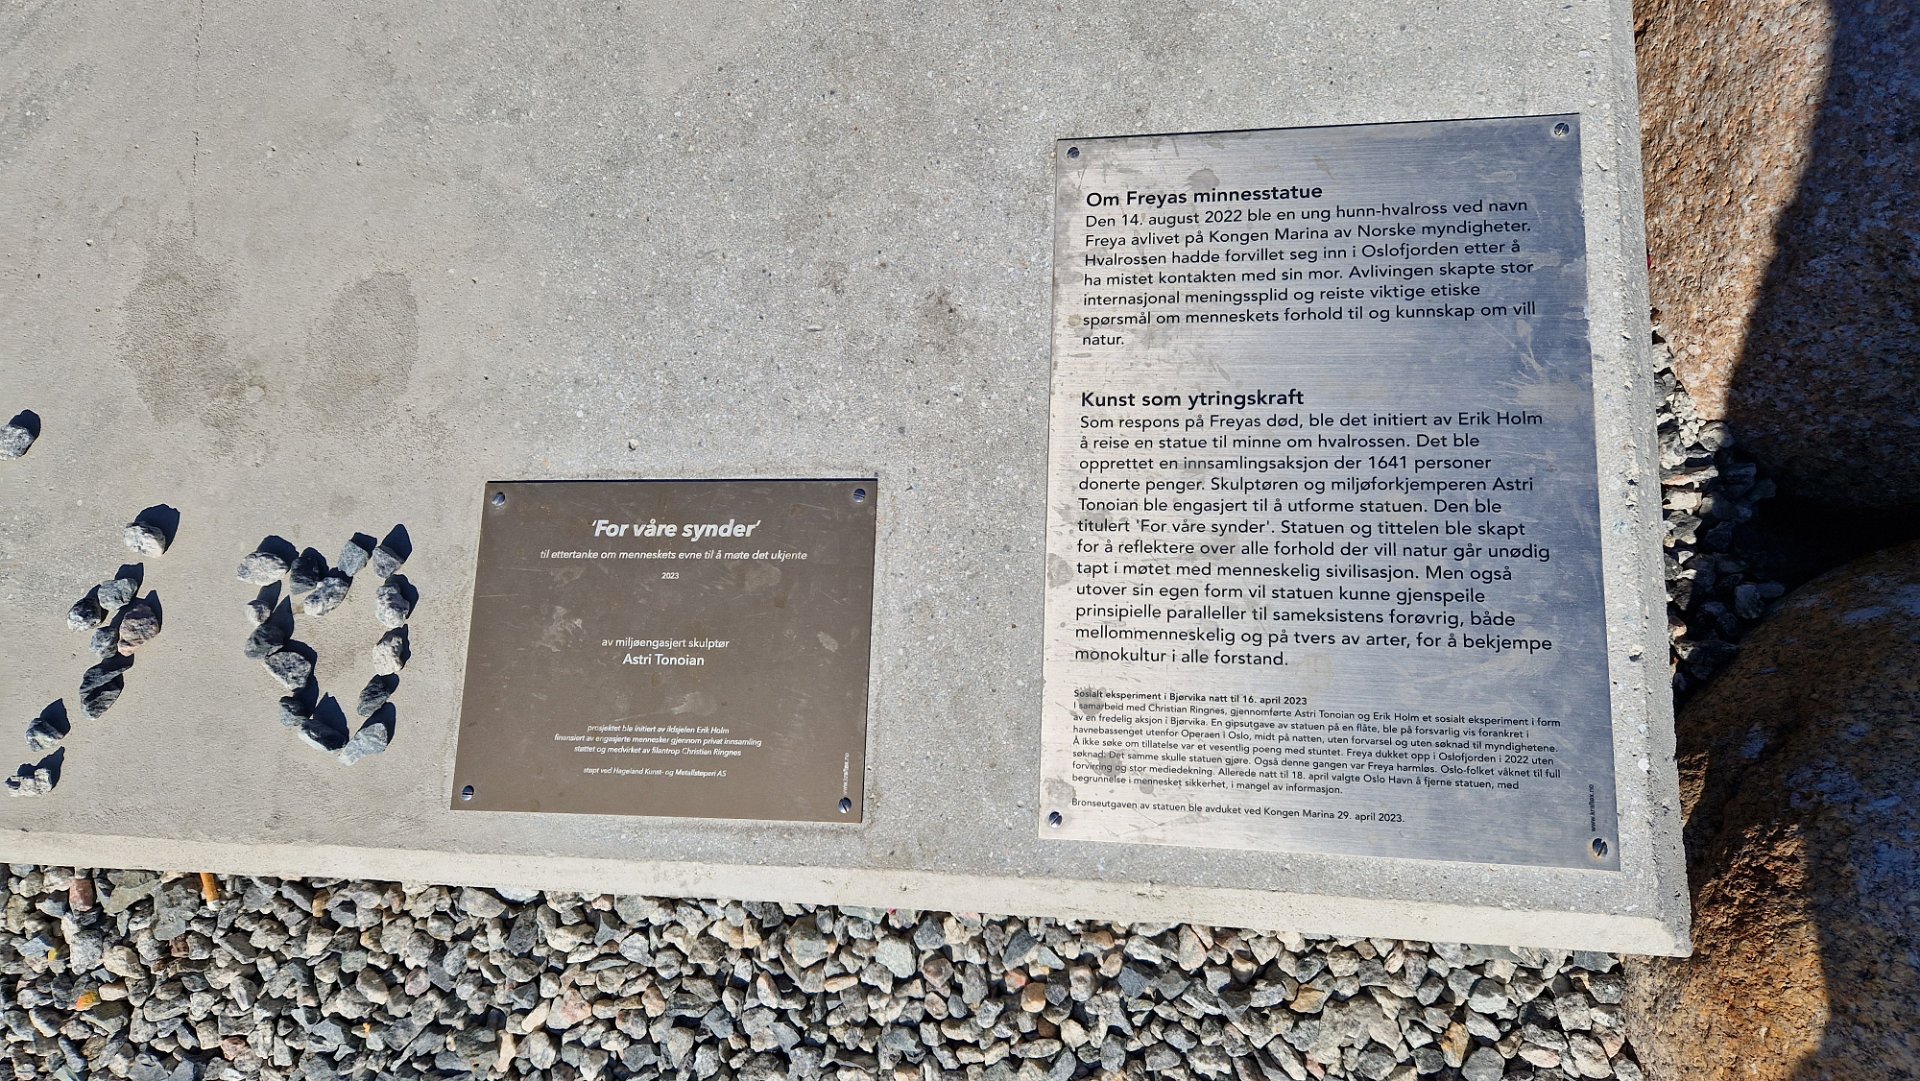 'For våre synder'
til ettertanke om menneskets evne til å møte det ukjente
2023
av miljøengasjert skulptør
Astri Tonoian
prosjektet ble initiert av ildsjelen Erik Holm
finansiert av engasjerte mennesker gjennom privat innsamling
støttet og medvirket av filantrop Christian Ringnes
støpt ved Hageland Kunst- og Metallstøperi AS
www.kraftex.no
Om Freyas minnesstatue
Den 14. august 2022 ble en ung hunn-hvalross ved navn
Freya avlivet på Kongen Marina av Norske myndigheter.
Hvalrossen hadde forvillet seg inn i Oslofjorden etter å
ha mistet kontakten med sin mor. Avlivingen skapte stor
internasjonal meningssplid og reiste viktige etiske
spørsmål om menneskets forhold til og kunnskap om vill
natur.
Kunst som ytringskraft
Som respons på Freyas død, ble det initiert av Erik Holm
å reise en statue til minne om hvalrossen. Det ble
opprettet en innsamlingsaksjon der 1641 personer
donerte penger. Skulptøren og miljøforkjemperen Astri
Tonoian ble engasjert til å utforme statuen. Den ble
titulert 'For våre synder'. Statuen og tittelen ble skapt
for å reflektere over alle forhold der vill natur går unødig
tapt i møtet med menneskelig sivilisasjon. Men også
utover sin egen form vil statuen kunne gjenspeile
prinsipielle paralleller til sameksistens forøvrig, både
mellommenneskelig og på tvers av arter, for å bekjempe
monokultur i alle forstand.
Sosialt eksperiment i Bjørvika natt til 16. april 2023
I samarbeid med Christian Ringnes, gjennomførte Astri Tonoian og Erik Holm et sosialt eksperiment i form
av en fredelig aksjon i Bjørvika. En gipsutgave av statuen på en flåte, ble på forsvarlig vis forankret i
havnebassenget utenfor Operaen i Oslo, midt på natten, uten forvarsel og uten søknad til myndighetene.
Å ikke søke om tillatelse var et vesentlig poeng med stuntet. Freya dukket opp i Oslofjorden i 2022 uten
søknad: Det samme skulle statuen gjøre. Også denne gangen var Freya harmløs. Oslo-folket våknet til full
forvirring og stor mediedekning. Allerede natt til 18. april valgte Oslo Havn å fjerne statuen, med
begrunnelse i mennesket sikkerhet, i mangel av informasjon.
Bronseutgaven av statuen ble avduket ved Kongen Marina 29. april 2023.